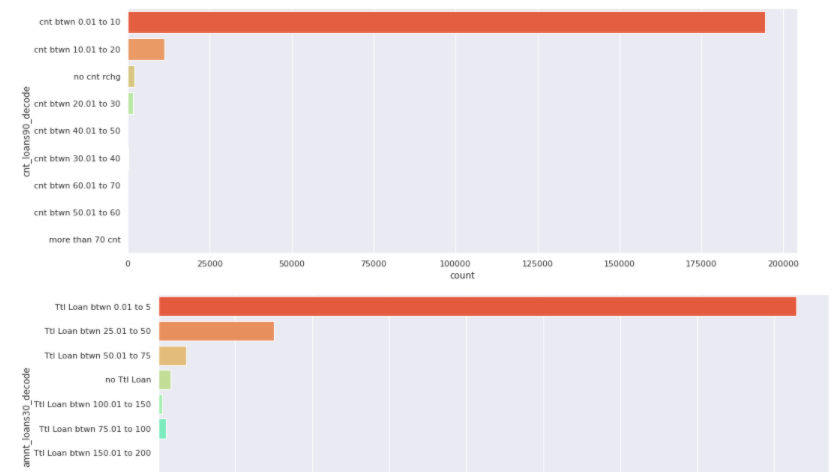 cnt btwn 0.01 to 10
cnt btwn 10.01 to 20
no cnt rchg
cnt btwn 20.01 to 30
cnt btwn 40.01 to 50
cnt btwn 30.01 to 40
cnt btwn 60.01 to 70
cnt btwn 50.01 to 60
more than 70 cnt
cnt_loans90_decode
0 25000 50000 75000 100000 125000 150000 175000 200000
count
Ttl Loan btwn 0.01 to 5
Ttl Loan btwn 25.01 to 50
Ttl Loan btwn 50.01 to 75
no Ttl Loan
Ttl Loan btwn 100.01 to 150
Ttl Loan btwn 75.01 to 100
Ttl Loan btwn 150.01 to 200
amnt_loans30_decode